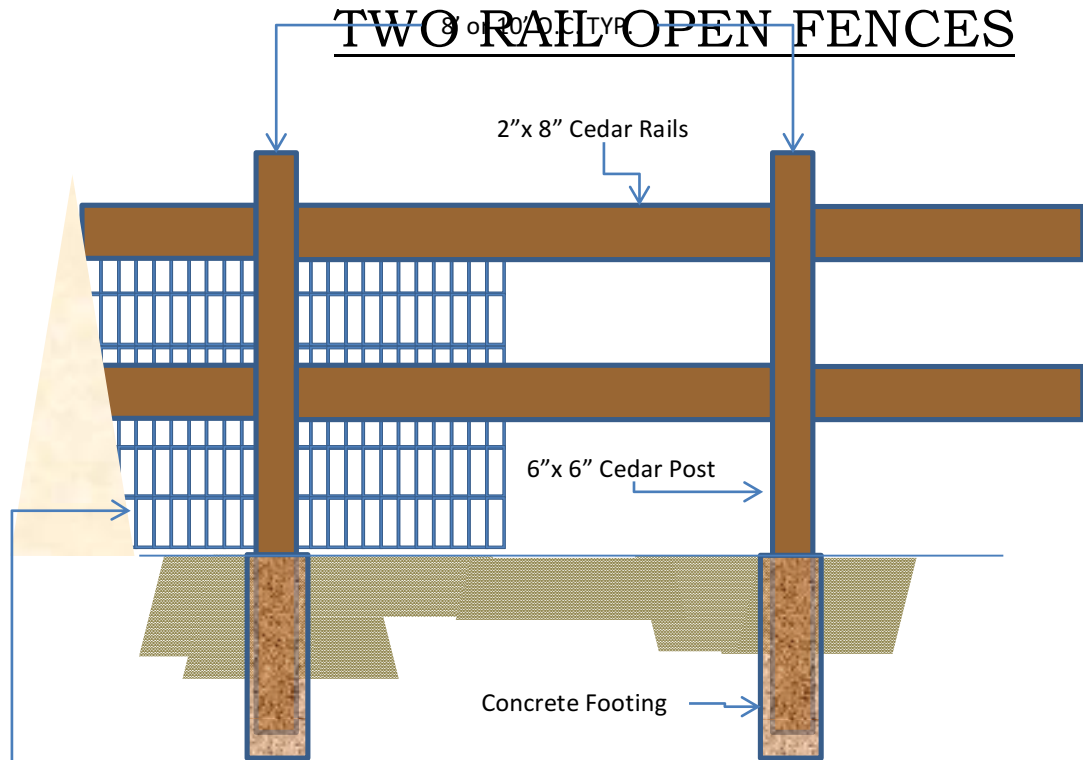 TWO RAIL OPEN FENCES
8' or 10' O.C. TYP.
2”x 8” Cedar Rails
6”x 6” Cedar Post
Concrete Footing